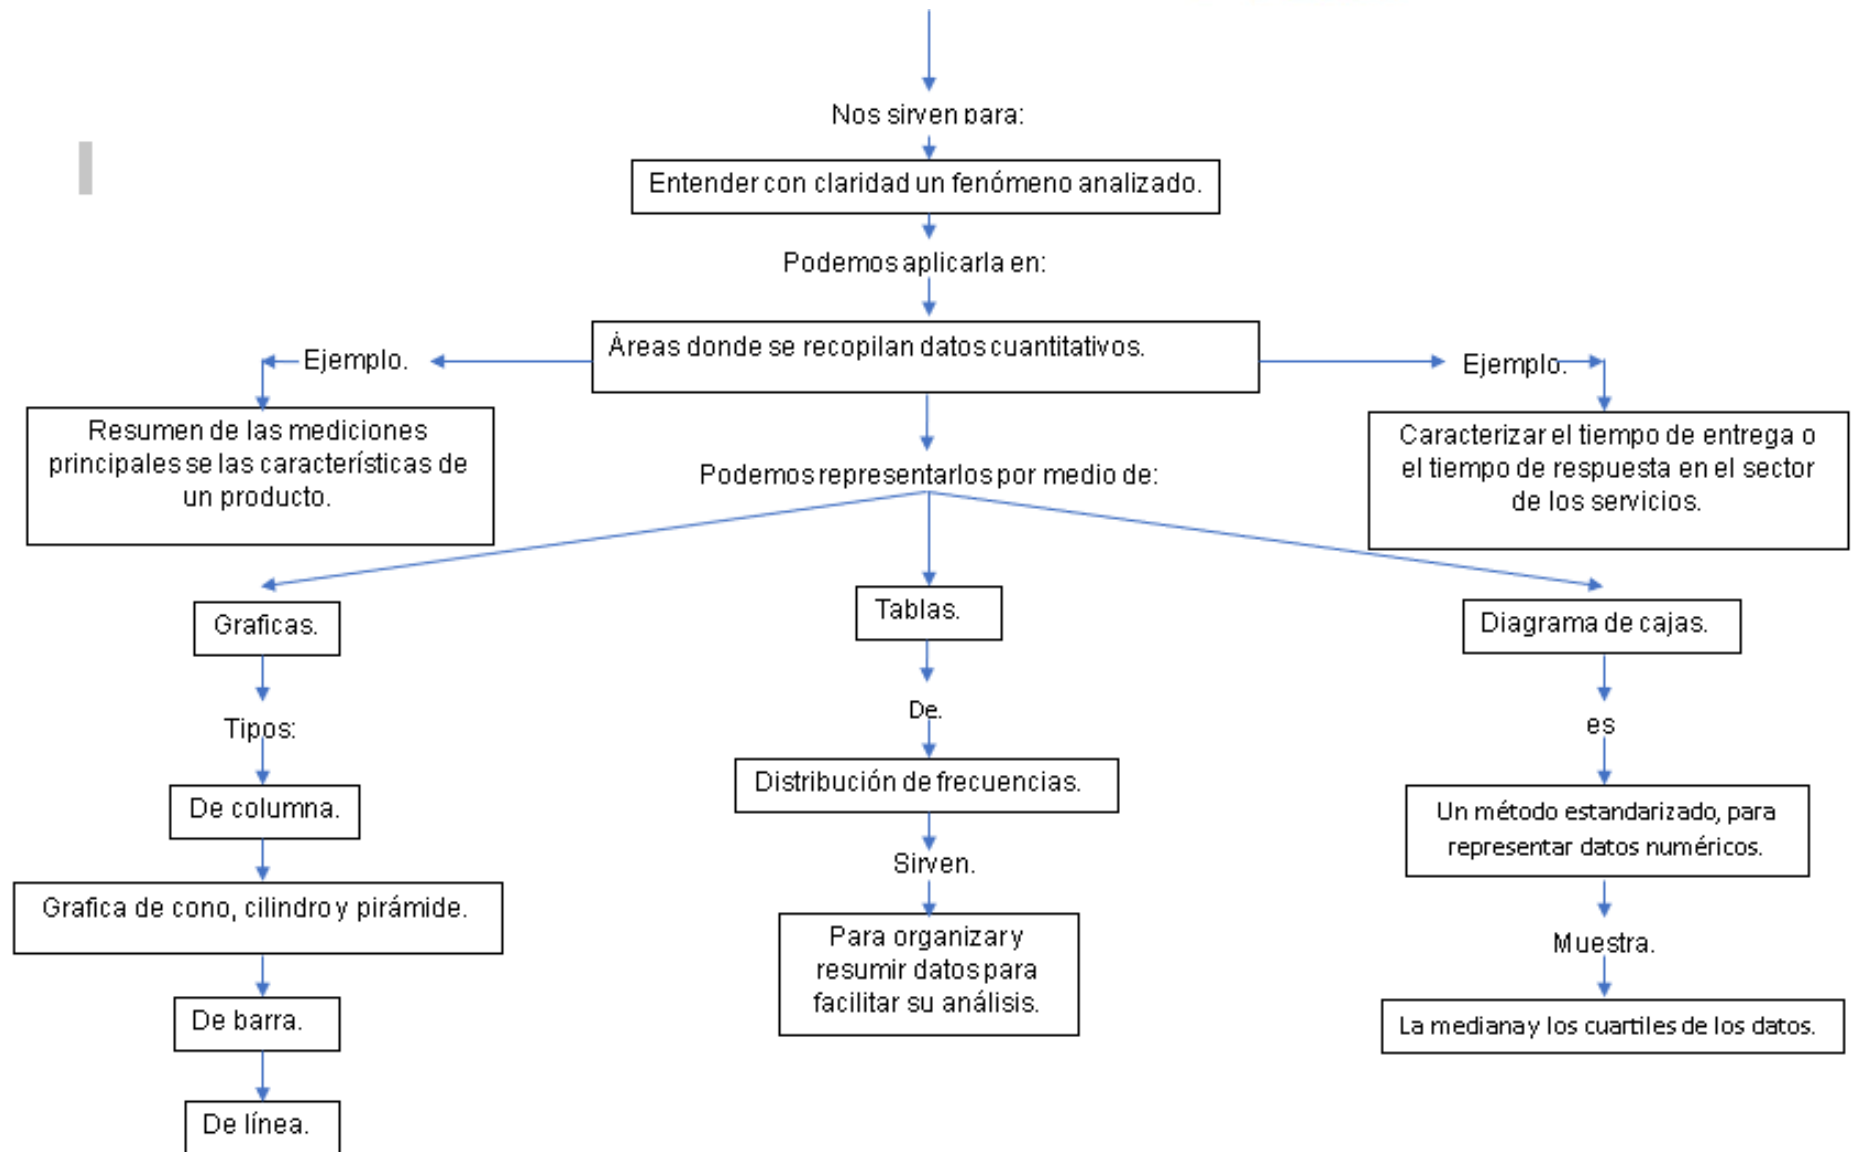 Nos sirven para:
Entender con claridad un fenómeno analizado.
Podemos aplicarla en:
Áreas donde se recopilan datos cuantitativos.
Ejemplo.
Ejemplo.
Resumen de las mediciones
principales se las características de
un producto.
Caracterizar el tiempo de entrega o
el tiempo de respuesta en el sector
de los servicios.
Podemos representarlos por medio de:
Graficas.
Tipos:
De columna.
Grafica de cono, cilindro y pirámide.
De barra.
De línea.
Tablas.
De.
Distribución de frecuencias.
Sirven.
Para organizar y
resumir datos para
facilitar su análisis.
Diagrama de cajas.
es
Un método estandarizado, para
representar datos numéricos.
Muestra.
La mediana y los cuartiles de los datos.